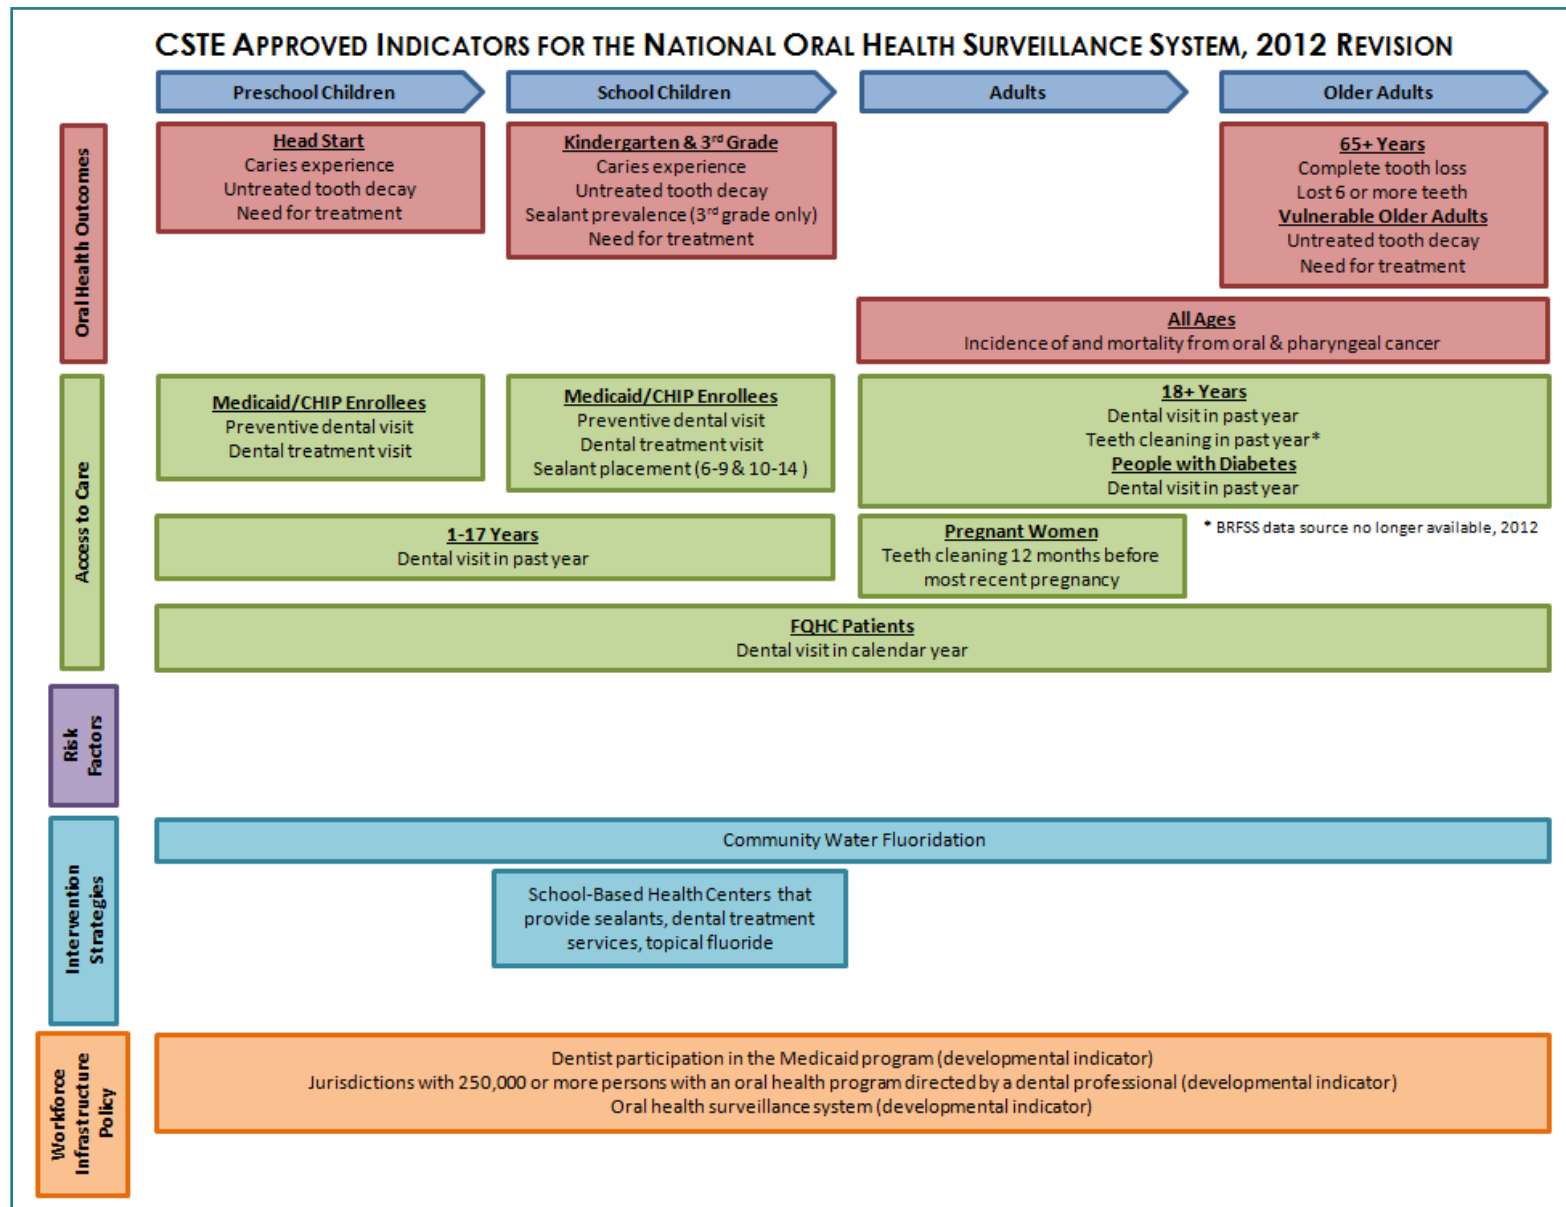 CSTE APPROVED INDICATORS FOR THE NATIONAL ORAL HEALTH SURVEILLANCE SYSTEM, 2012 REVISION
Preschool Children
School Children
Adults
Older Adults
Oral Health Outcomes
Head Start
Caries experience
Untreated tooth decay
Need for treatment
Kindergarten & 3rd Grade
Caries experience
Untreated tooth decay
Sealant prevalence (3rd grade only)
Need for treatment
65+ Years
Complete tooth loss
Lost 6 or more teeth
Vulnerable Older Adults
Untreated tooth decay
Need for treatment
All Ages
Incidence of and mortality from oral & pharyngeal cancer
Access to Care
Medicaid/CHIP Enrollees
Preventive dental visit
Dental treatment visit
Medicaid/CHIP Enrollees
Preventive dental visit
Dental treatment visit
Sealant placement (6-9 & 10-14 )
18+ Years
Dental visit in past year
Teeth cleaning in past year*
People with Diabetes
Dental visit in past year
1-17 Years
Dental visit in past year
Pregnant Women
Teeth cleaning 12 months before
most recent pregnancy
* BRFSS data source no longer available, 2012
FQHC Patients
Dental visit in calendar year
Risk
Factors
Intervention
Strategies
Community Water Fluoridation
School-Based Health Centers that
provide sealants, dental treatment
services, topical fluoride
Workforce
Infrastructure
Policy
Dentist participation in the Medicaid program (developmental indicator)
Jurisdictions with 250,000 or more persons with an oral health program directed by a dental professional (developmental indicator)
Oral health surveillance system (developmental indicator)